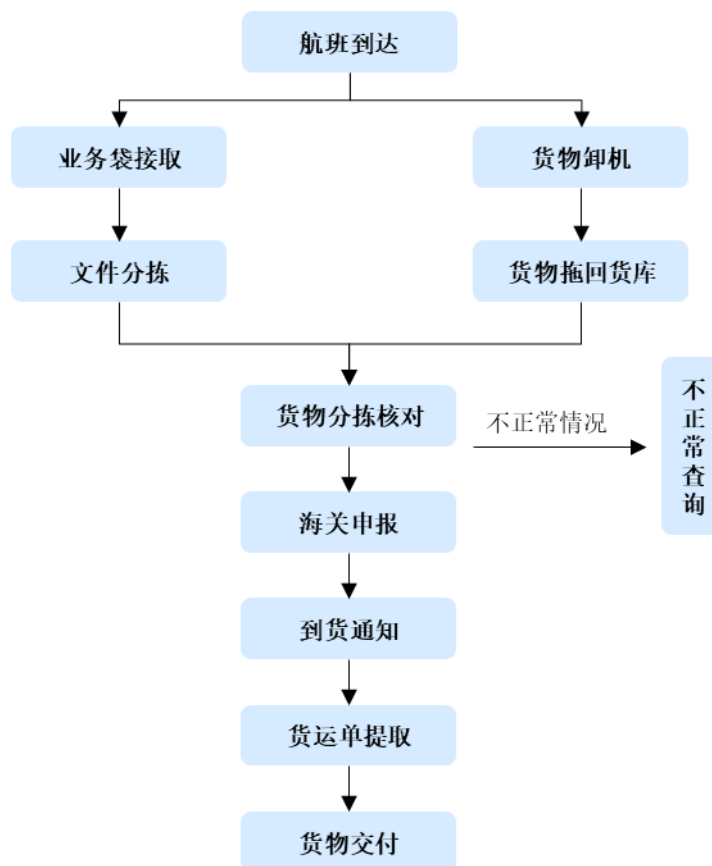 航班到达
业务袋接取
货物卸机
文件分拣
货物拖回货库
货物分拣核对
不正常情况
不正常查询
海关申报
到货通知
货运单提取
货物交付